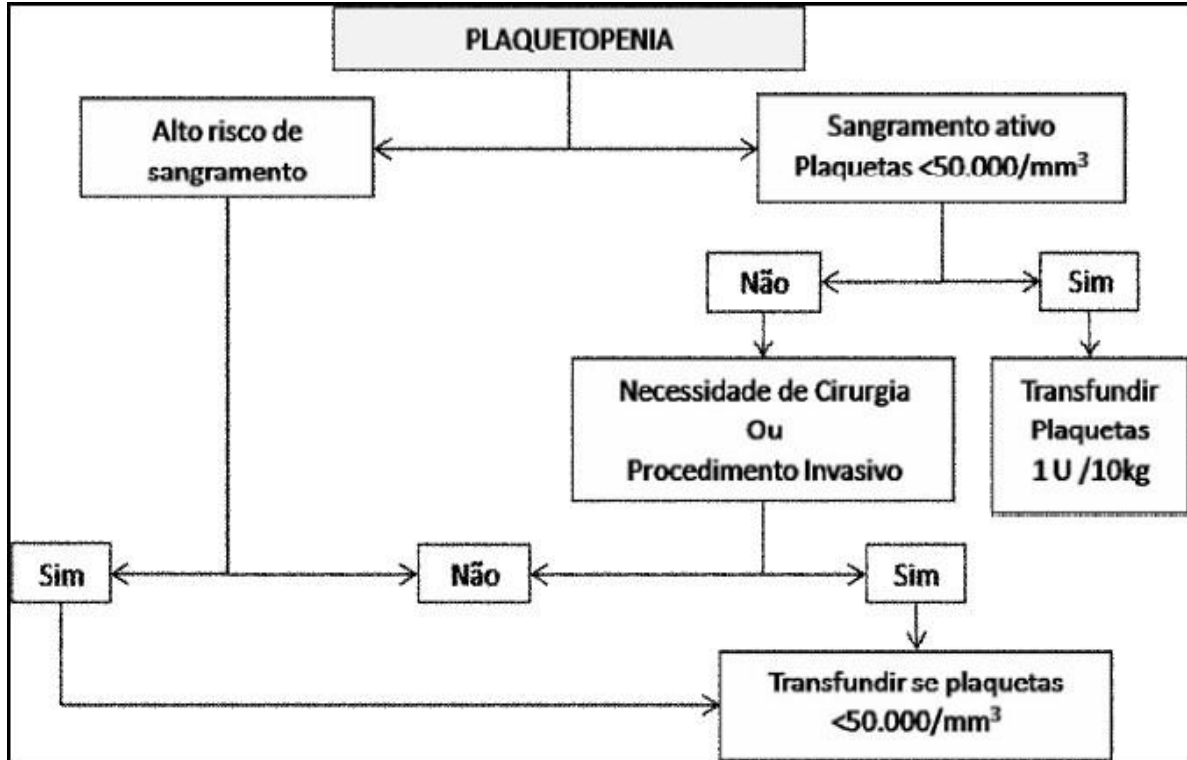 PLAQUETOPENIA
Alto risco de
sangramento
Sangramento ativo
Plaquetas <50.000/mm³
Não
Sim
Necessidade de Cirurgia
Ou
Procedimento Invasivo
Transfundir
Plaquetas
1 U /10kg
Sim
Não
Sim
Transfundir se plaquetas
<50.000/mm³